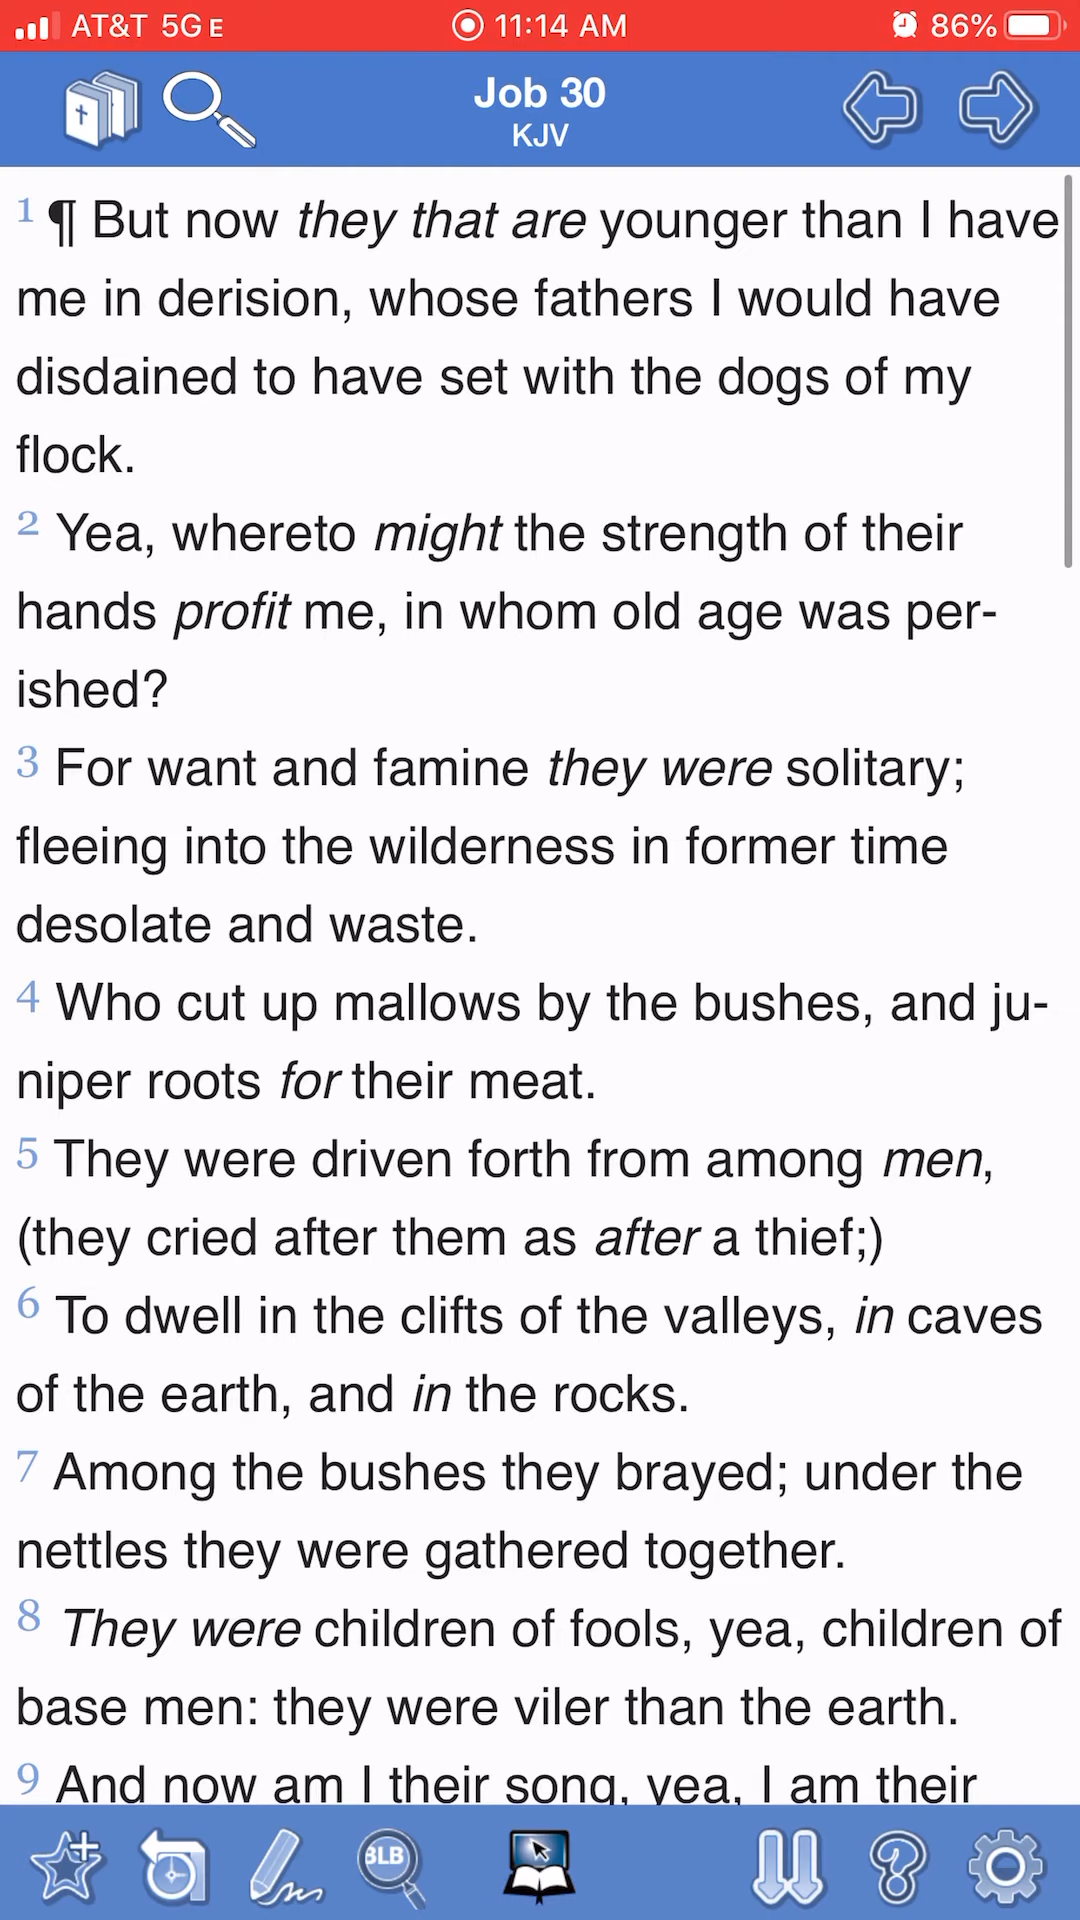 AT&T 5G E 11:14 AM 86%
Job 30
KJV
1 ¶ But now they that are younger than I have
me in derision, whose fathers I would have
disdained to have set with the dogs of my
flock.
2 Yea, whereto might the strength of their
hands profit me, in whom old age was per-
ished?
3 For want and famine they were solitary;
fleeing into the wilderness in former time
desolate and waste.
4 Who cut up mallows by the bushes, and ju-
niper roots for their meat.
5 They were driven forth from among men,
(they cried after them as after a thief;)
6 To dwell in the clifts of the valleys, in caves
of the earth, and in the rocks.
7 Among the bushes they brayed; under the
nettles they were gathered together.
8 They were children of fools, yea, children of
base men: they were viler than the earth.
9 And now am I their song, yea, I am their
BLB